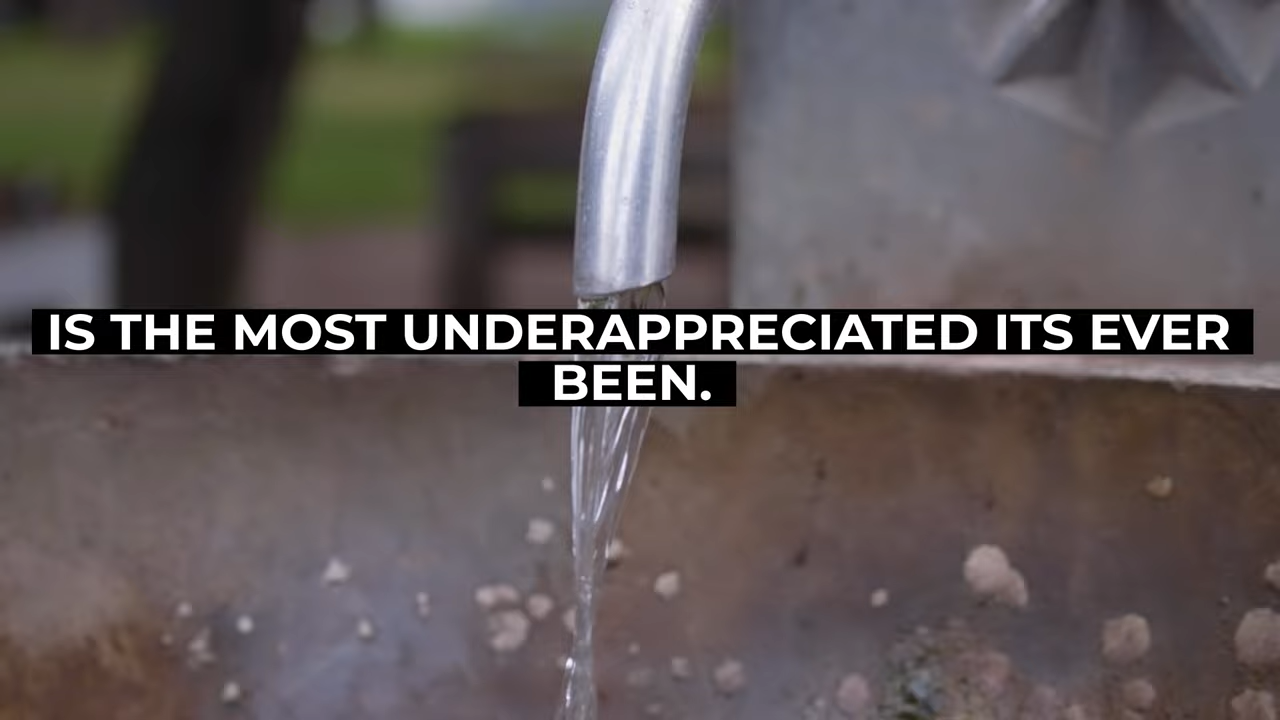 IS THE MOST UNDERAPPRECIATED ITS EVER
BEEN.